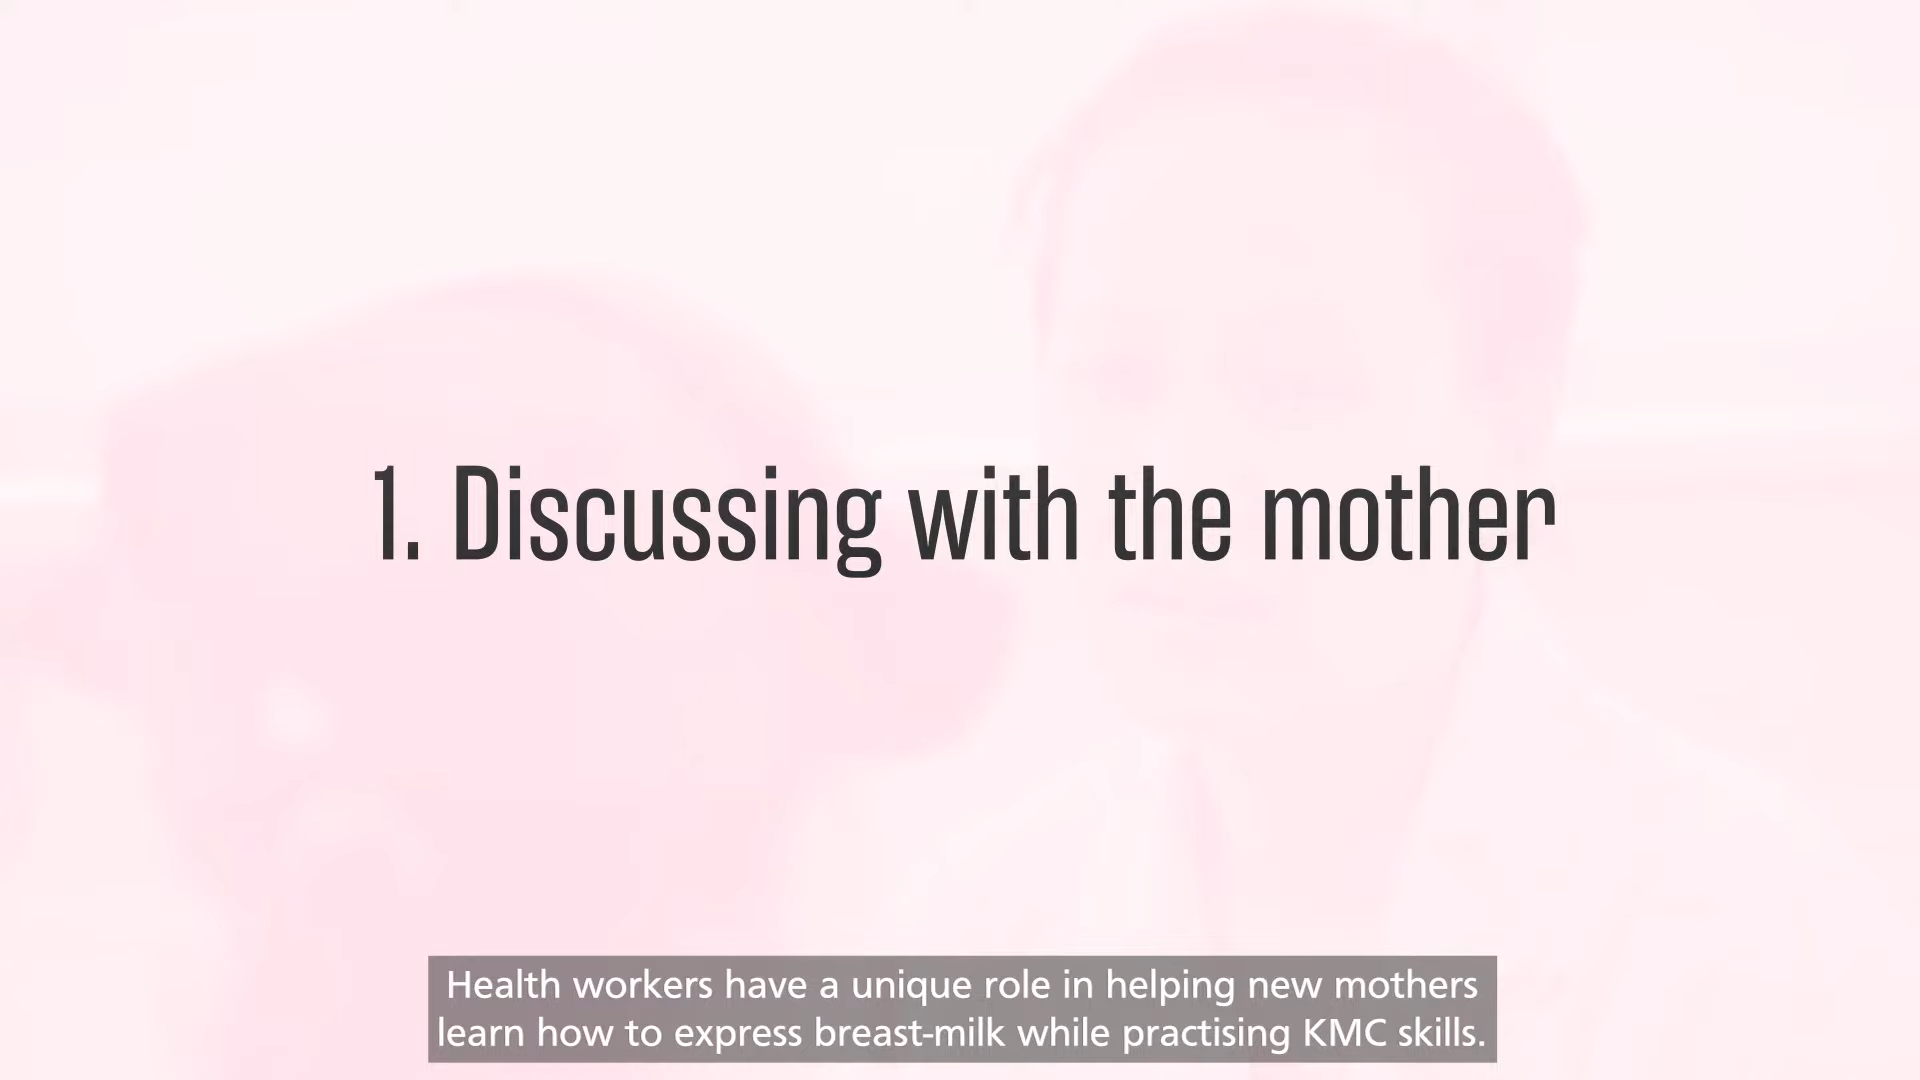 1. Discussing with the mother
Health workers have a unique role in helping new mothers
learn how to express breast-milk while practising KMC skills.